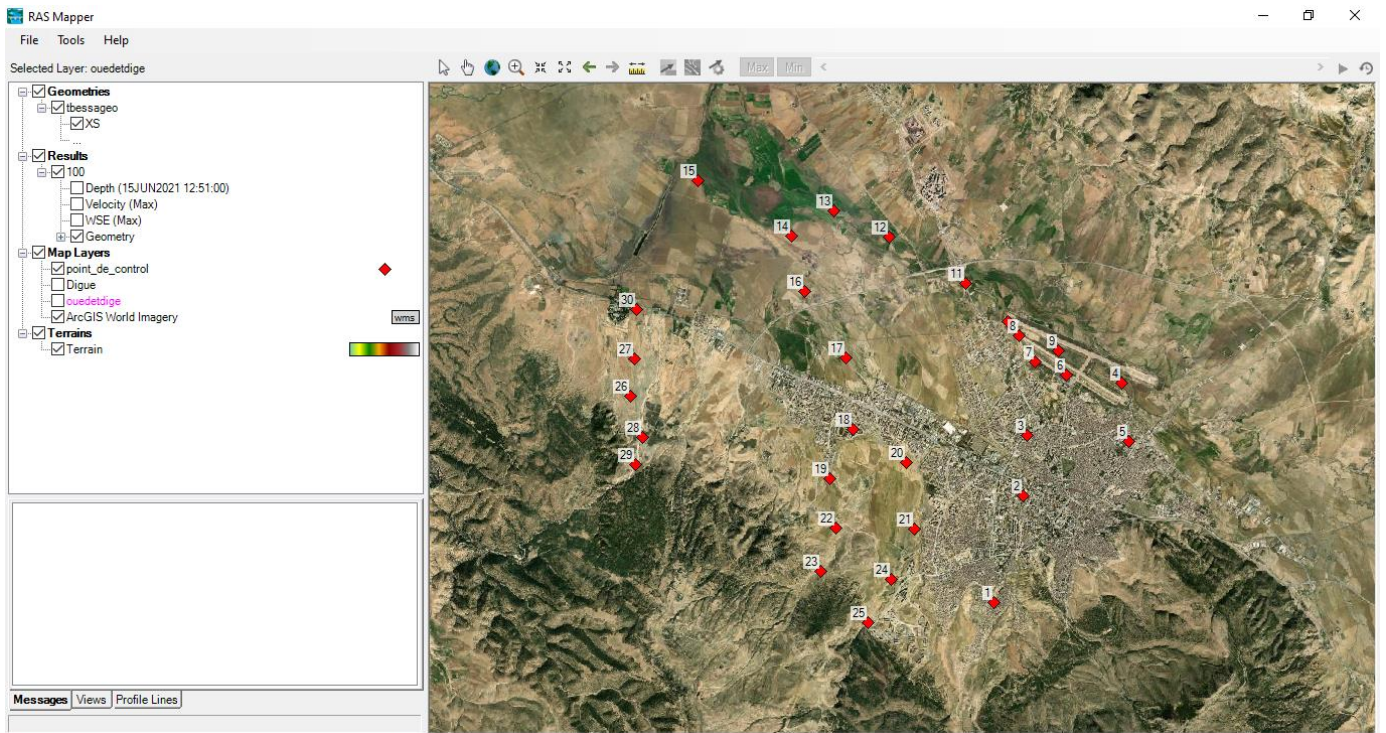 RAS Mapper
File Tools Help
Selected Layer: ouedetdige
Max Min
Geometries
tbessageo
XS
...
Results
100
Depth (15JUN2021 12:51:00)
Velocity (Max)
WSE (Max)
Geometry
Map Layers
point_de_control
Digue
ouedetdige
ArcGIS World Imagery wms
Terrains
Terrain
Messages Views Profile Lines
15
13
14
12
11
16
30
8
9
17
27
7
6
4
26
18
3
5
28
29
20
19
2
22
21
23
24
1
25